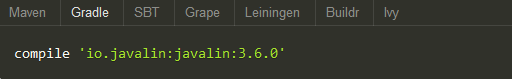 Maven Gradle SBT Grape Leiningen Buildr Ivy
compile 'io.javalin:javalin:3.6.0'